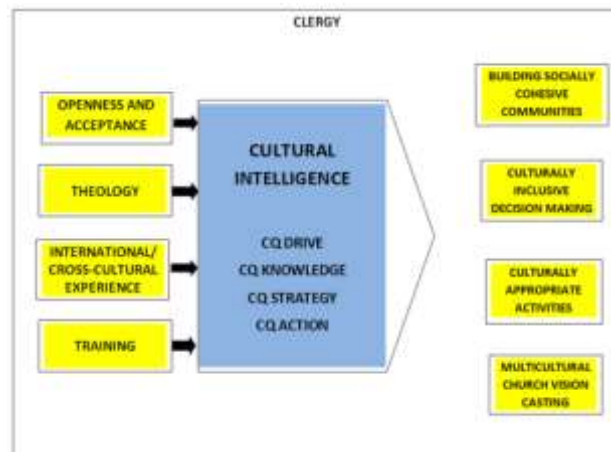 CLERGY
OPENNESS AND
ACCEPTANCE
THEOLOGY
INTERNATIONAL/
CROSS-CULTURAL
EXPERIENCE
TRAINING
CULTURAL
INTELLIGENCE
CQ DRIVE
CQ KNOWLEDGE
CQ STRATEGY
CQ ACTION
BUILDING SOCIALLY
COHESIVE
COMMUNITIES
CULTURALLY
INCLUSIVE
DECISION MAKING
CULTURALLY
APPROPRIATE
ACTIVITIES
MULTICULTURAL
CHURCH VISION
CASTING